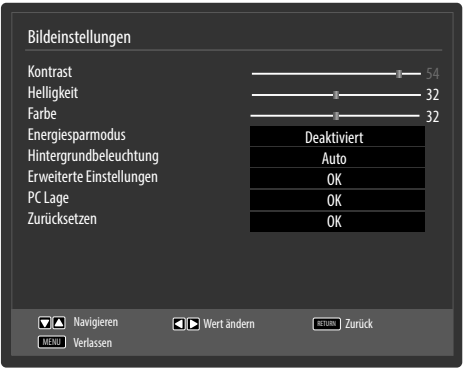 Bildeinstellungen
Kontrast 54
Helligkeit 32
Farbe 32
Energiesparmodus Deaktiviert
Hintergrundbeleuchtung Auto
Erweiterte Einstellungen OK
PC Lage OK
Zurücksetzen OK
Navigieren Wert ändern RETURN Zurück
MENU Verlassen